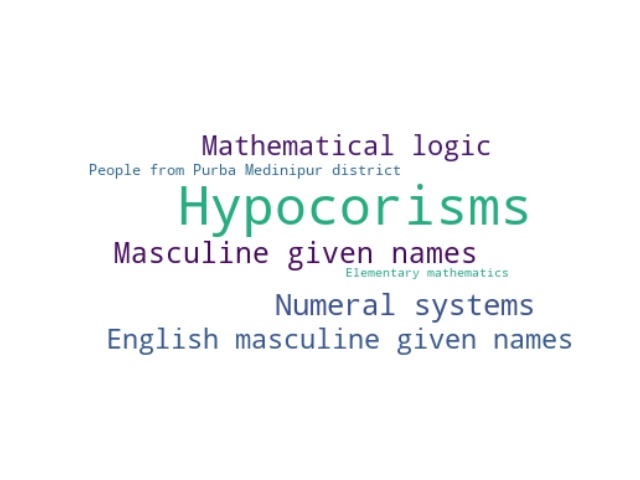 Mathematical logic
People from Purba Medinipur district
Hypocorisms
Masculine given names
Elementary mathematics
Numeral systems
English masculine given names